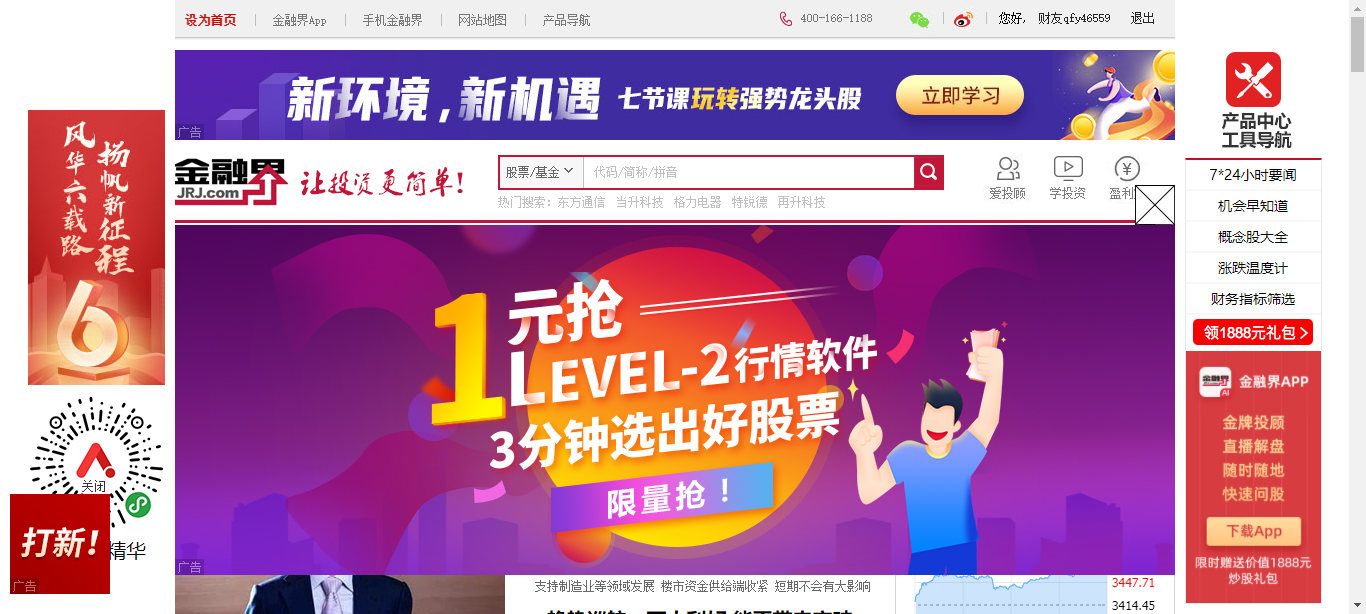 设为首页 金融界App 手机金融界 网站地图 产品导航 400-166-1188 您好, 财友qfy46559 退出
新环境,新机遇 七节课玩转强势龙头股 立即学习
广告
金融界
JRJ.com
让投资更简单!
股票/基金 代码/简称/拼音
热门搜索: 东方通信 当升科技 格力电器 特锐德 再升科技
爱投顾 学投资 盈利
1元抢
LEVEL-2行情软件
3分钟选出好股票
限量抢!
广告
支持制造业等领域发展 楼市资金供给端收紧 短期不会有大影响
3447.71
3414.45
扬帆新征程
风华六载路
6
关闭
打新!
精华
广告
产品中心
工具导航
7*24小时要闻
机会早知道
概念股大全
涨跌温度计
财务指标筛选
领1888元礼包
金融界
AI
金融界APP
金牌投顾
直播解盘
随时随地
快速问股
下载App
限时赠送价值1888元
炒股礼包